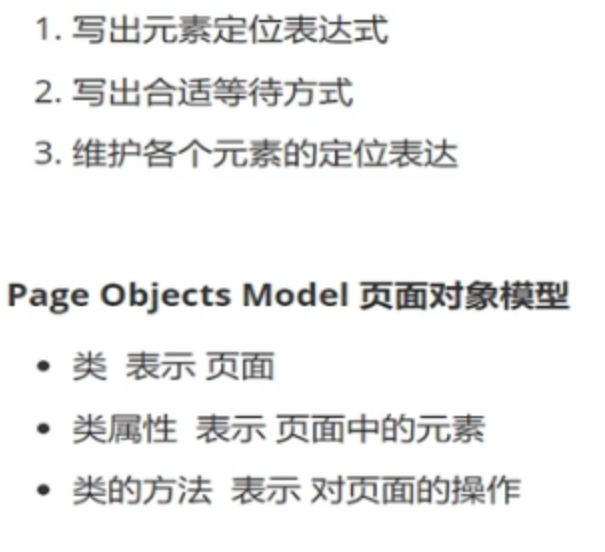 1. 写出元素定位表达式
2. 写出合适等待方式
3. 维护各个元素的定位表达
Page Objects Model 页面对象模型
• 类 表示 页面
• 类属性 表示 页面中的元素
• 类的方法 表示 对页面的操作